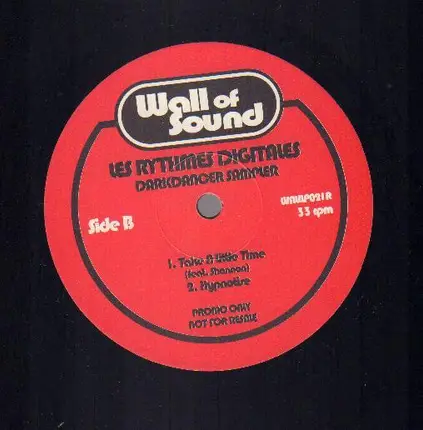 Wall of
Sound
LES RYTHMES DIGITALES
DARKDANCER SAMPLER
Side B
33 rpm
1. Take A Little Time
(feat. Shannon)
2. Hypnotise
PROMO ONLY
NOT FOR RESALE